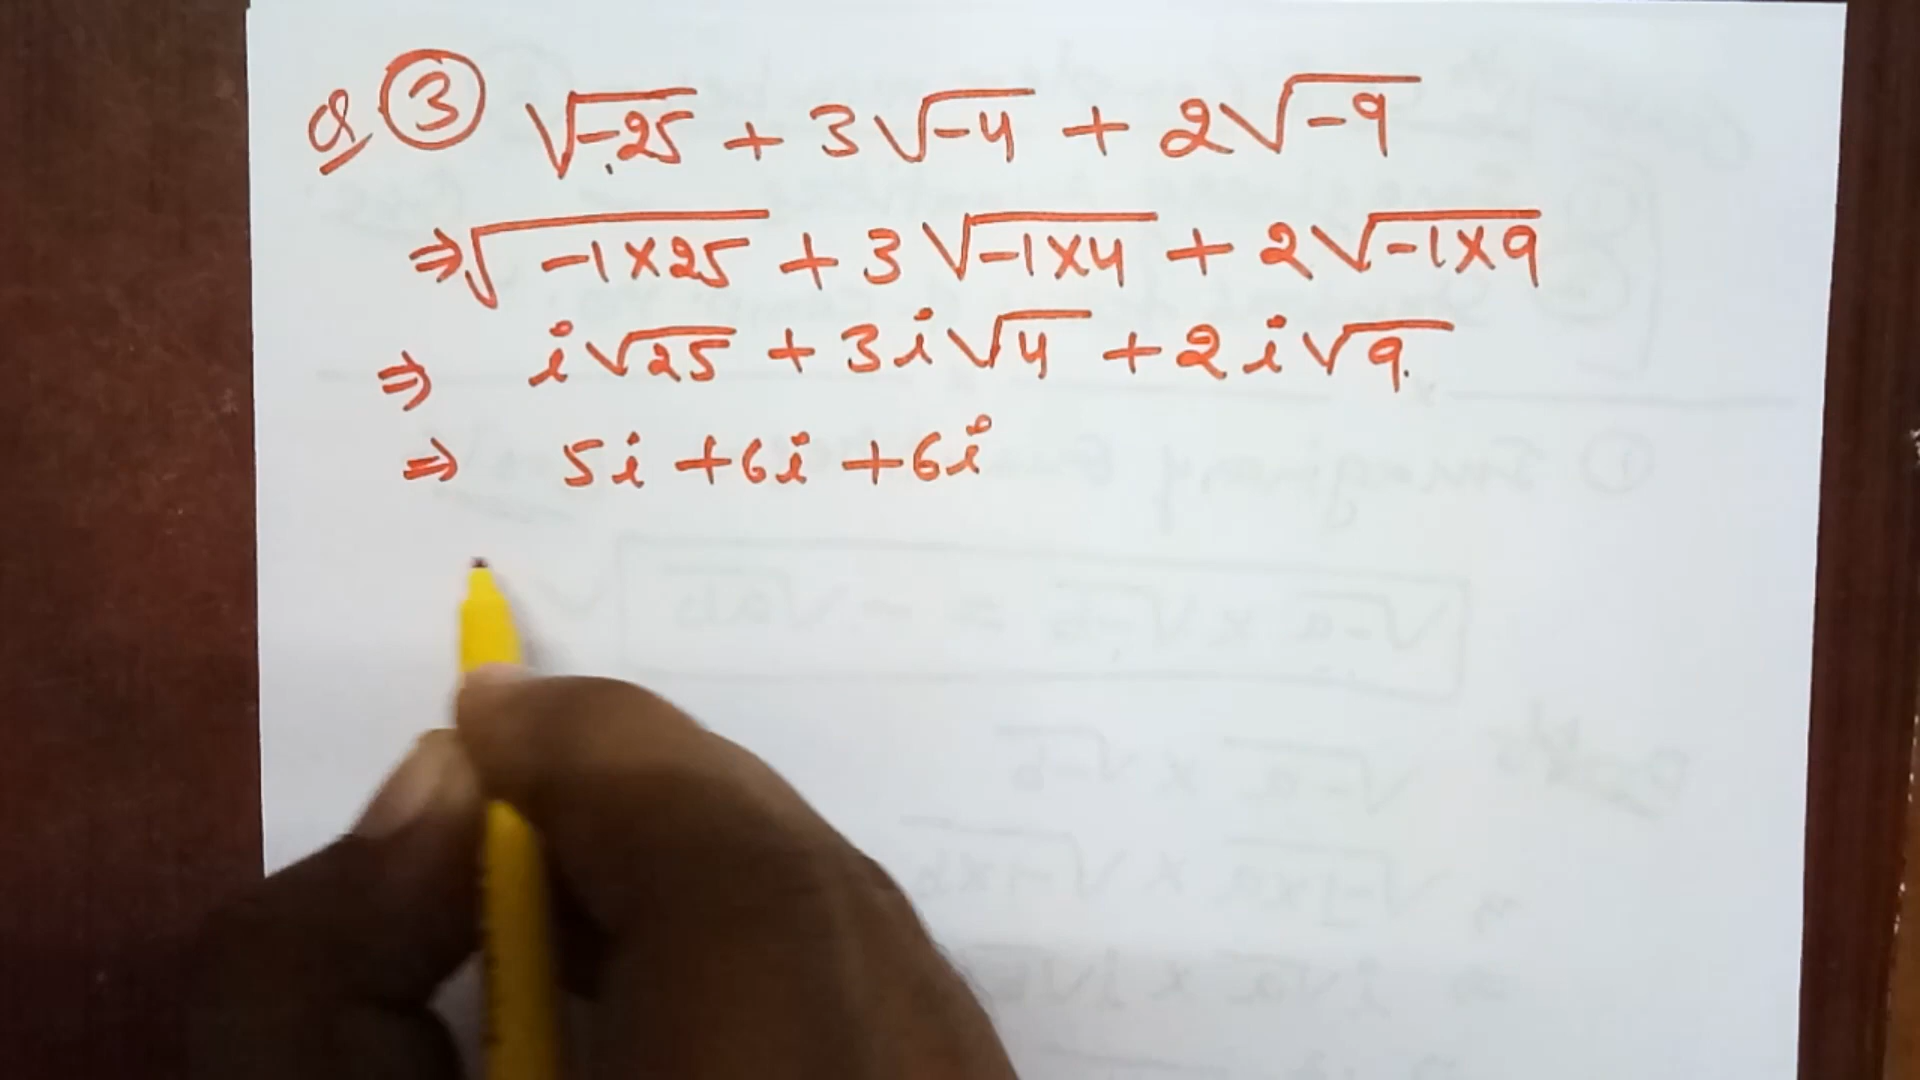 Q ③ √-25 + 3√-4 + 2√-9
⇒ √-1×25 + 3√-1×4 + 2√-1×9
⇒ i√25 + 3i√4 + 2i√9
⇒ 5i + 6i + 6i